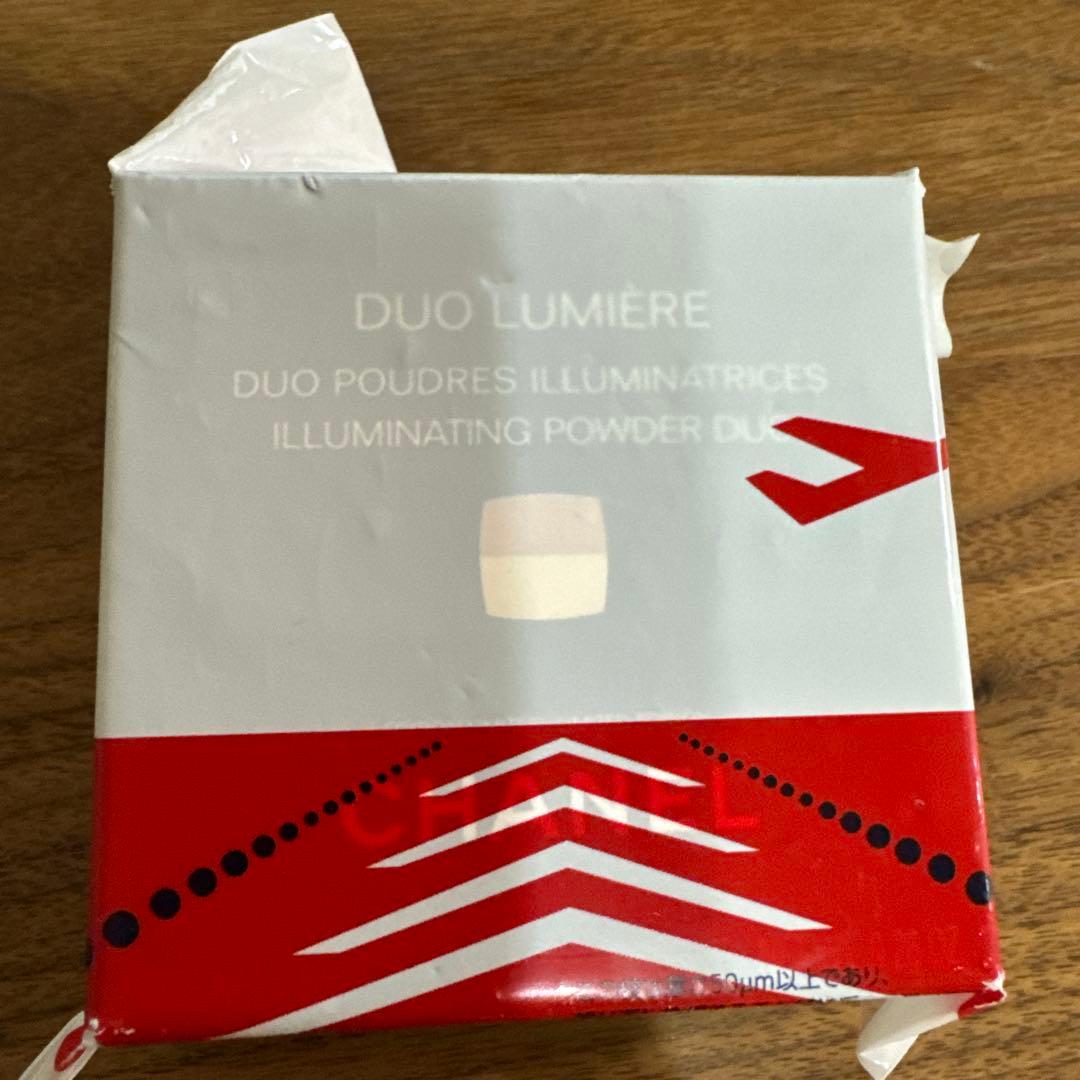 DUO LUMIÈRE
DUO POUDRES ILLUMINATRICES
ILLUMINATING POWDER DUO
CHANEL
50μm以上であり、